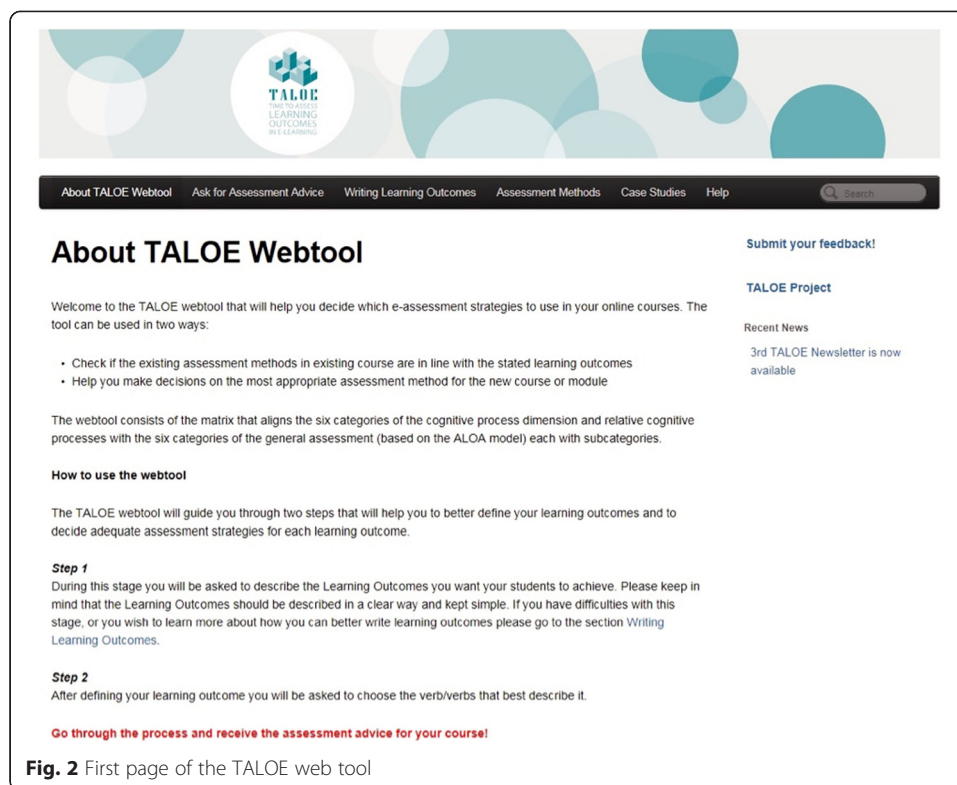 TALOE
TIME TO ASSESS
LEARNING
OUTCOMES
IN E-LEARNING
About TALOE Webtool Ask for Assessment Advice Writing Learning Outcomes Assessment Methods Case Studies Help Search
About TALOE Webtool
Welcome to the TALOE webtool that will help you decide which e-assessment strategies to use in your online courses. The
tool can be used in two ways:
• Check if the existing assessment methods in existing course are in line with the stated learning outcomes
• Help you make decisions on the most appropriate assessment method for the new course or module
The webtool consists of the matrix that aligns the six categories of the cognitive process dimension and relative cognitive
processes with the six categories of the general assessment (based on the ALOA model) each with subcategories.
How to use the webtool
The TALOE webtool will guide you through two steps that will help you to better define your learning outcomes and to
decide adequate assessment strategies for each learning outcome.
Step 1
During this stage you will be asked to describe the Learning Outcomes you want your students to achieve. Please keep in
mind that the Learning Outcomes should be described in a clear way and kept simple. If you have difficulties with this
stage, or you wish to learn more about how you can better write learning outcomes please go to the section Writing
Learning Outcomes.
Step 2
After defining your learning outcome you will be asked to choose the verb/verbs that best describe it.
Go through the process and receive the assessment advice for your course!
Submit your feedback!
TALOE Project
Recent News
3rd TALOE Newsletter is now
available
Fig. 2 First page of the TALOE web tool